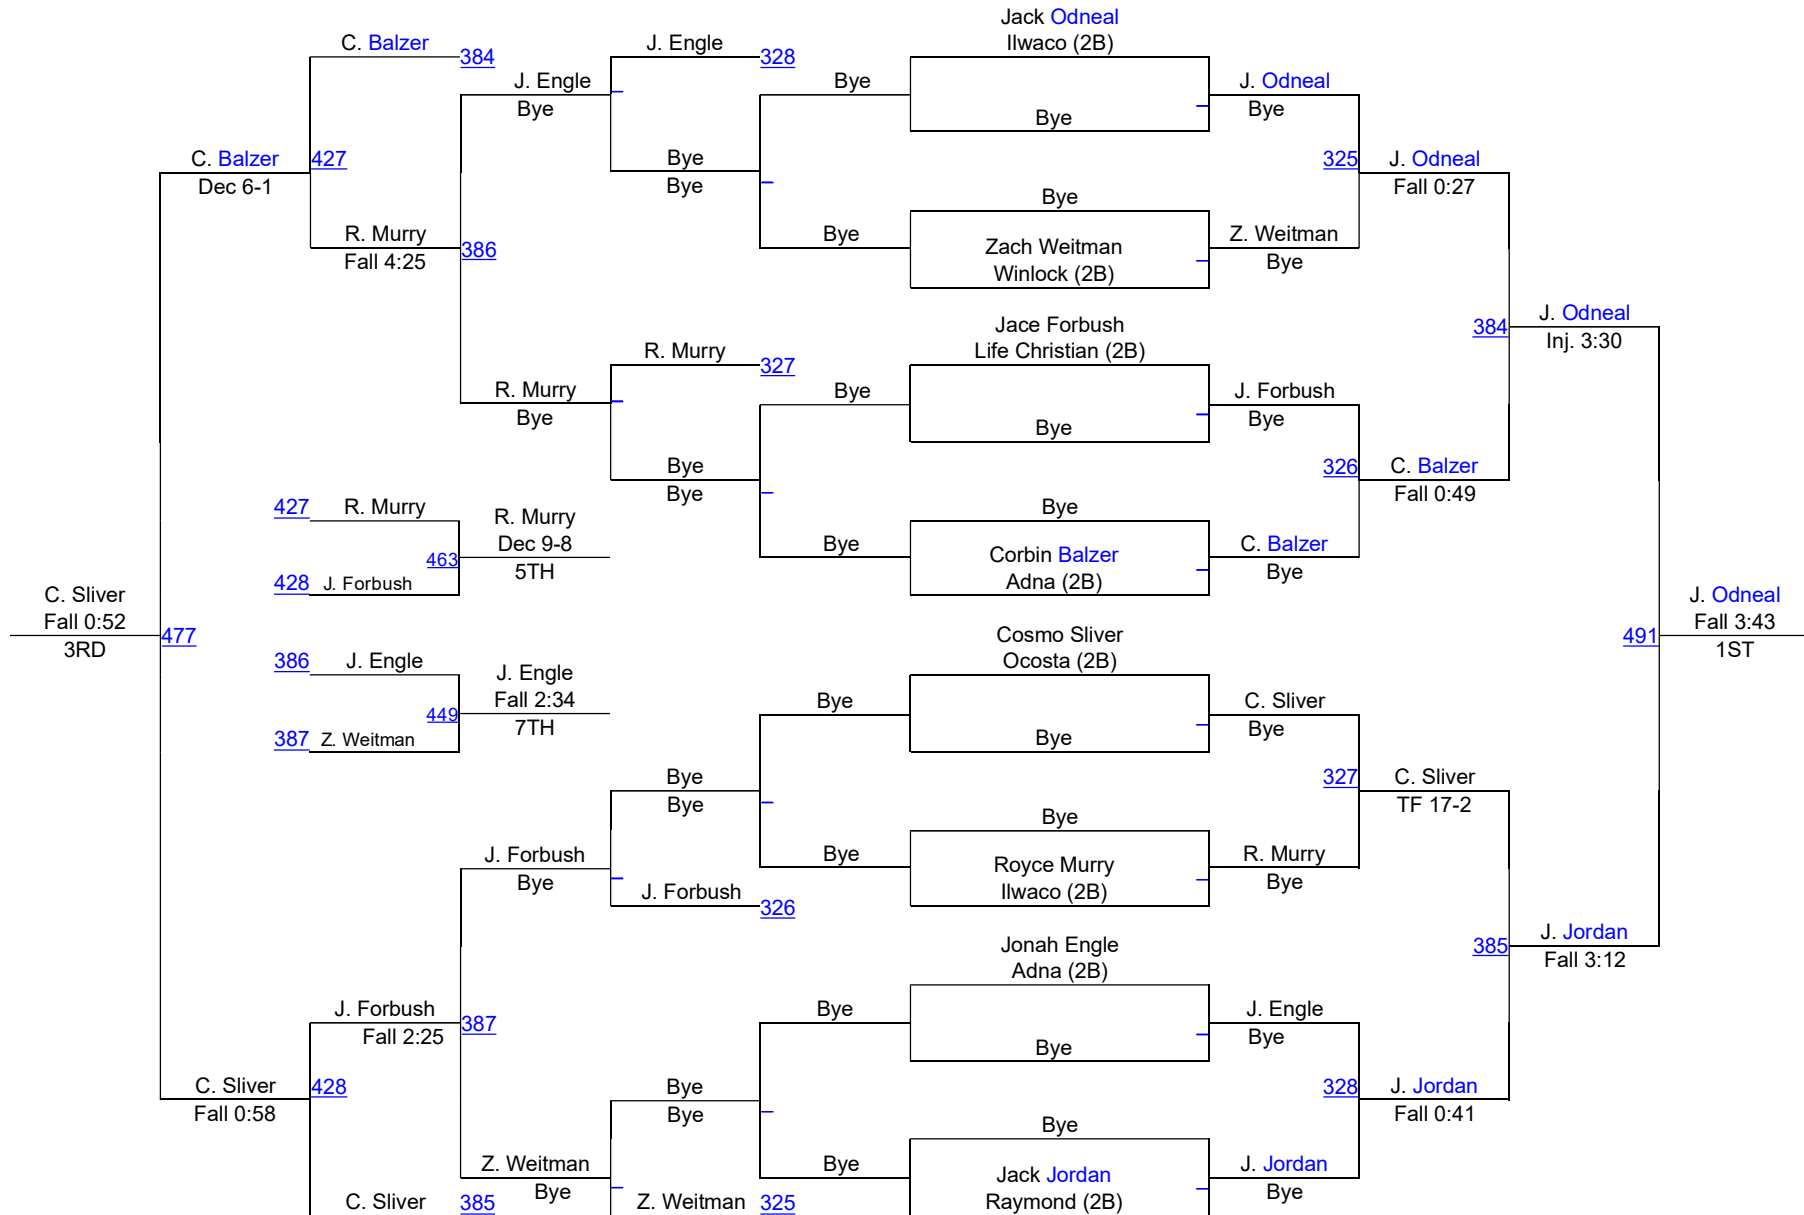 Jack Odneal
Ilwaco (2B)
C. Balzer
384
J. Engle
328
J. Engle
Bye
Bye
J. Odneal
Bye
Bye
C. Balzer
427
Dec 6-1
Bye
Bye
325
J. Odneal
Fall 0:27
Bye
R. Murry
Fall 4:25
386
Bye
Zach Weitman
Winlock (2B)
Z. Weitman
Bye
Jace Forbush
Life Christian (2B)
384
J. Odneal
Inj. 3:30
R. Murry
327
R. Murry
Bye
Bye
J. Forbush
Bye
Bye
Bye
Bye
326
C. Balzer
Fall 0:49
427
R. Murry
R. Murry
Dec 9-8
5TH
463
428
J. Forbush
Bye
Bye
Corbin Balzer
Adna (2B)
C. Balzer
Bye
C. Sliver
Fall 0:52
3RD
477
J. Odneal
Fall 3:43
1ST
491
Cosmo Sliver
Ocosta (2B)
386
J. Engle
J. Engle
Fall 2:34
7TH
449
387
Z. Weitman
Bye
C. Sliver
Bye
Bye
Bye
Bye
327
C. Sliver
TF 17-2
Bye
J. Forbush
Bye
Bye
Royce Murry
Ilwaco (2B)
R. Murry
Bye
J. Forbush
326
Jonah Engle
Adna (2B)
385
J. Jordan
Fall 3:12
J. Forbush
Fall 2:25
387
Bye
J. Engle
Bye
Bye
C. Sliver
Fall 0:58
428
Bye
Bye
328
J. Jordan
Fall 0:41
Bye
Z. Weitman
Bye
Bye
Jack Jordan
Raymond (2B)
J. Jordan
Bye
C. Sliver
385
Z. Weitman
325